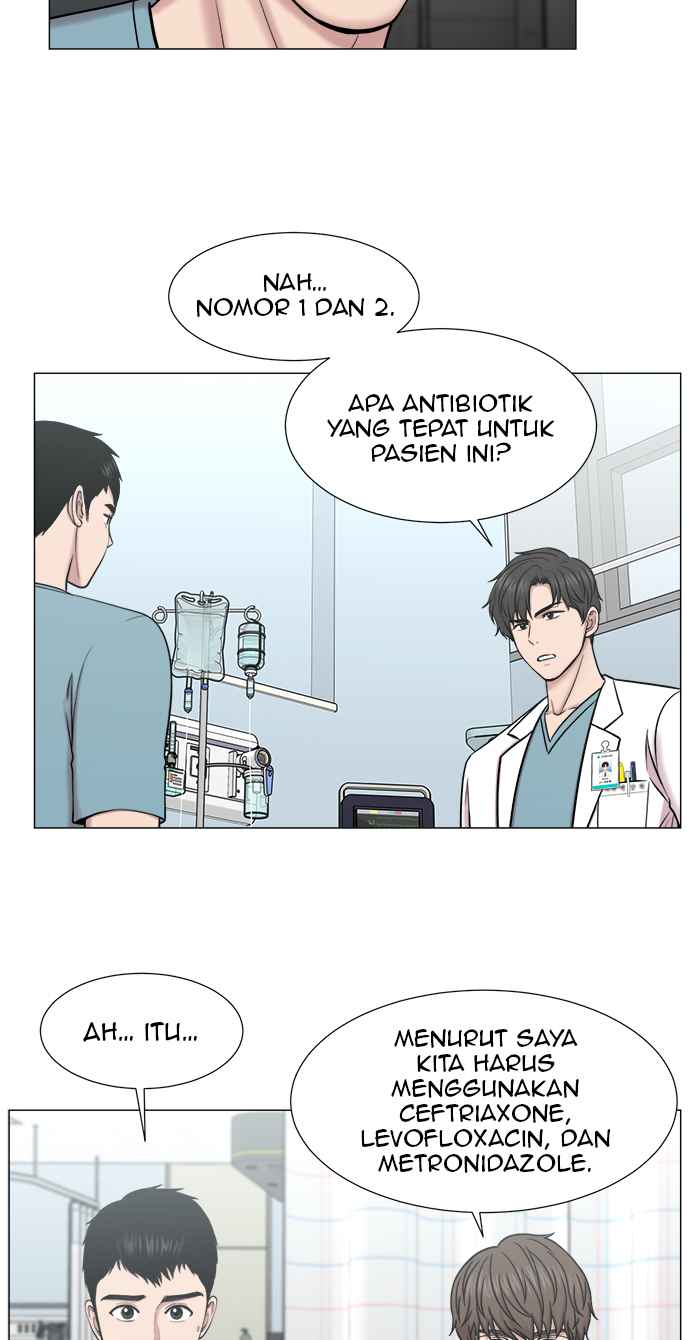 NAH...
NOMOR 1 DAN 2.
APA ANTIBIOTIK
YANG TEPAT UNTUK
PASIEN INI?
AH... ITU...
MENURUT SAYA
KITA HARUS
MENGGUNAKAN
CEFTRIAXONE,
LEVOFLOXACIN, DAN
METRONIDAZOLE.